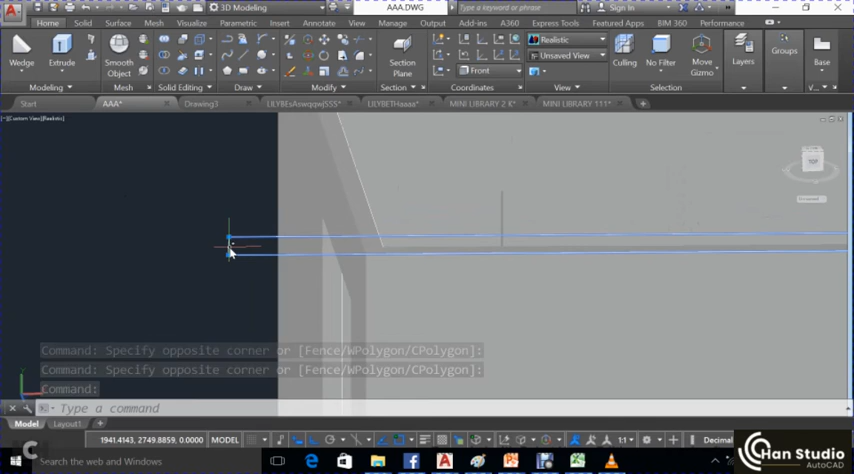 3D Modeling
AAA.DWG
Type a keyword or phrase
Sign In
Home Solid Surface Mesh Visualize Parametric Insert Annotate View Manage Output Add-ins A360 Express Tools Featured Apps BIM 360 Performance
Wedge Extrude Smooth Object Section Plane Realistic Unsaved View Front Culling No Filter Move Gizmo Layers Groups Base
Modeling Mesh Solid Editing Draw Modify Section Coordinates View Selection
Start AAA* Drawing3 MINI LIBRARY 2 K* MINI LIBRARY 111*
[−][Custom View][Realistic]
Command: Specify opposite corner or [Fence/WPolygon/CPolygon]:
Command: Specify opposite corner or [Fence/WPolygon/CPolygon]:
Command:
Type a command
Model Layout1
1941.4143, 2749.8859, 0.0000 MODEL 1:1 Decimal
Search the web and Windows
Chan Studio
AutoCAD